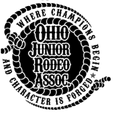 WHERE CHAMPIONS BEGIN
OHIO
JUNIOR
RODEO
ASSOC.
AND CHARACTER IS FORGED